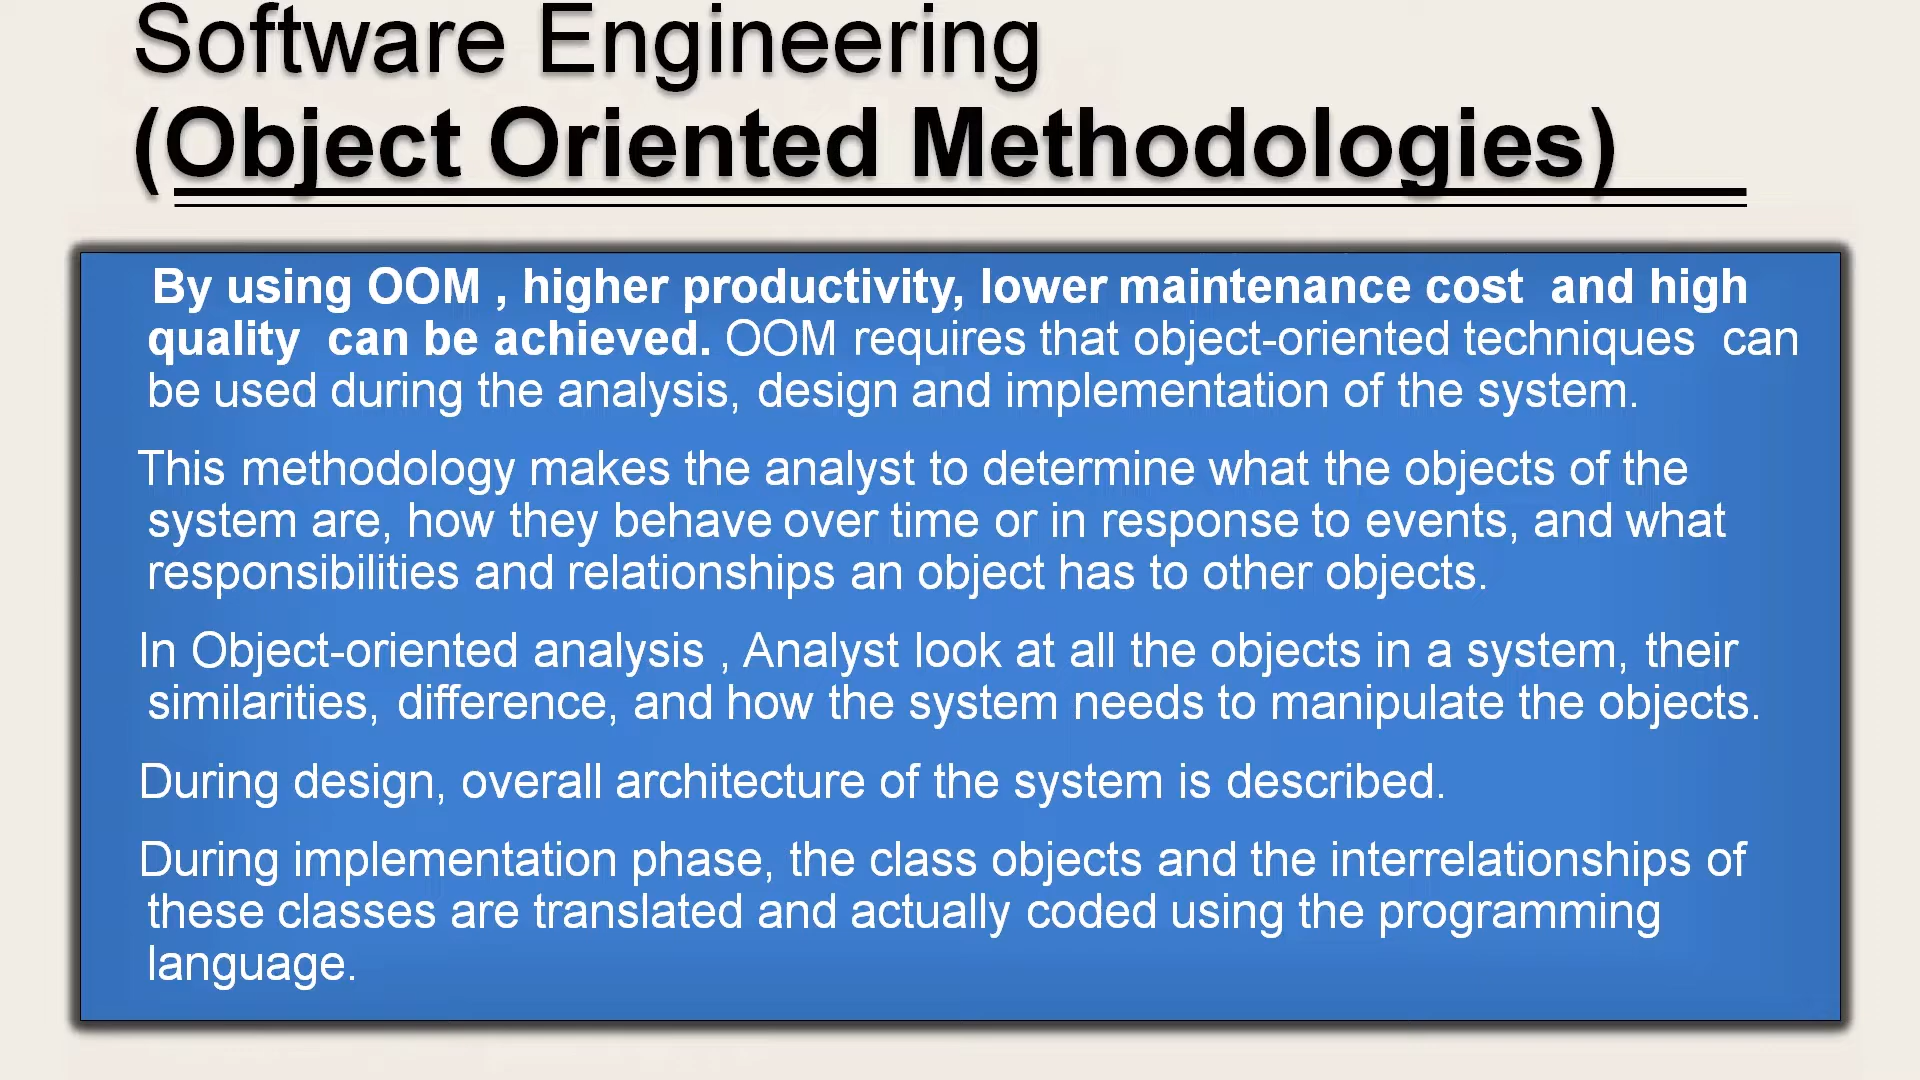 Software Engineering
(Object Oriented Methodologies)
By using OOM , higher productivity, lower maintenance cost and high
quality can be achieved. OOM requires that object-oriented techniques can
be used during the analysis, design and implementation of the system.
This methodology makes the analyst to determine what the objects of the
system are, how they behave over time or in response to events, and what
responsibilities and relationships an object has to other objects.
In Object-oriented analysis , Analyst look at all the objects in a system, their
similarities, difference, and how the system needs to manipulate the objects.
During design, overall architecture of the system is described.
During implementation phase, the class objects and the interrelationships of
these classes are translated and actually coded using the programming
language.